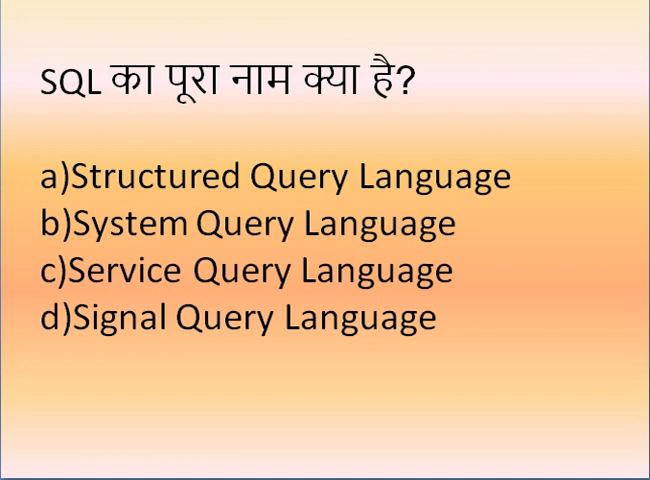 SQL का पूरा नाम क्या है?
a)Structured Query Language
b)System Query Language
c)Service Query Language
d)Signal Query Language